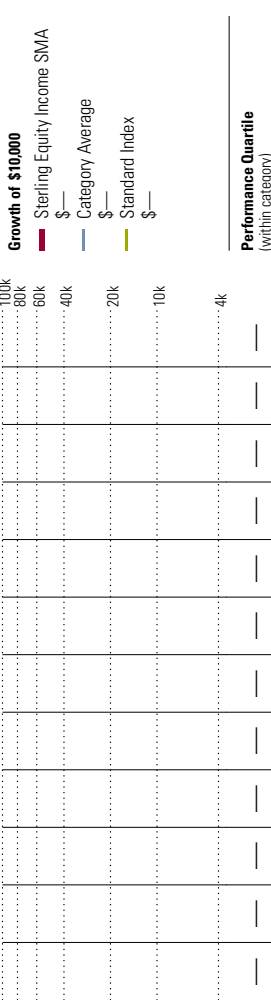 Growth of $10,000
Sterling Equity Income SMA
$—
Category Average
$—
Standard Index
$—
100k
80k
60k
40k
20k
10k
4k
Performance Quartile
(within category)
— — — — — — — — — — — —